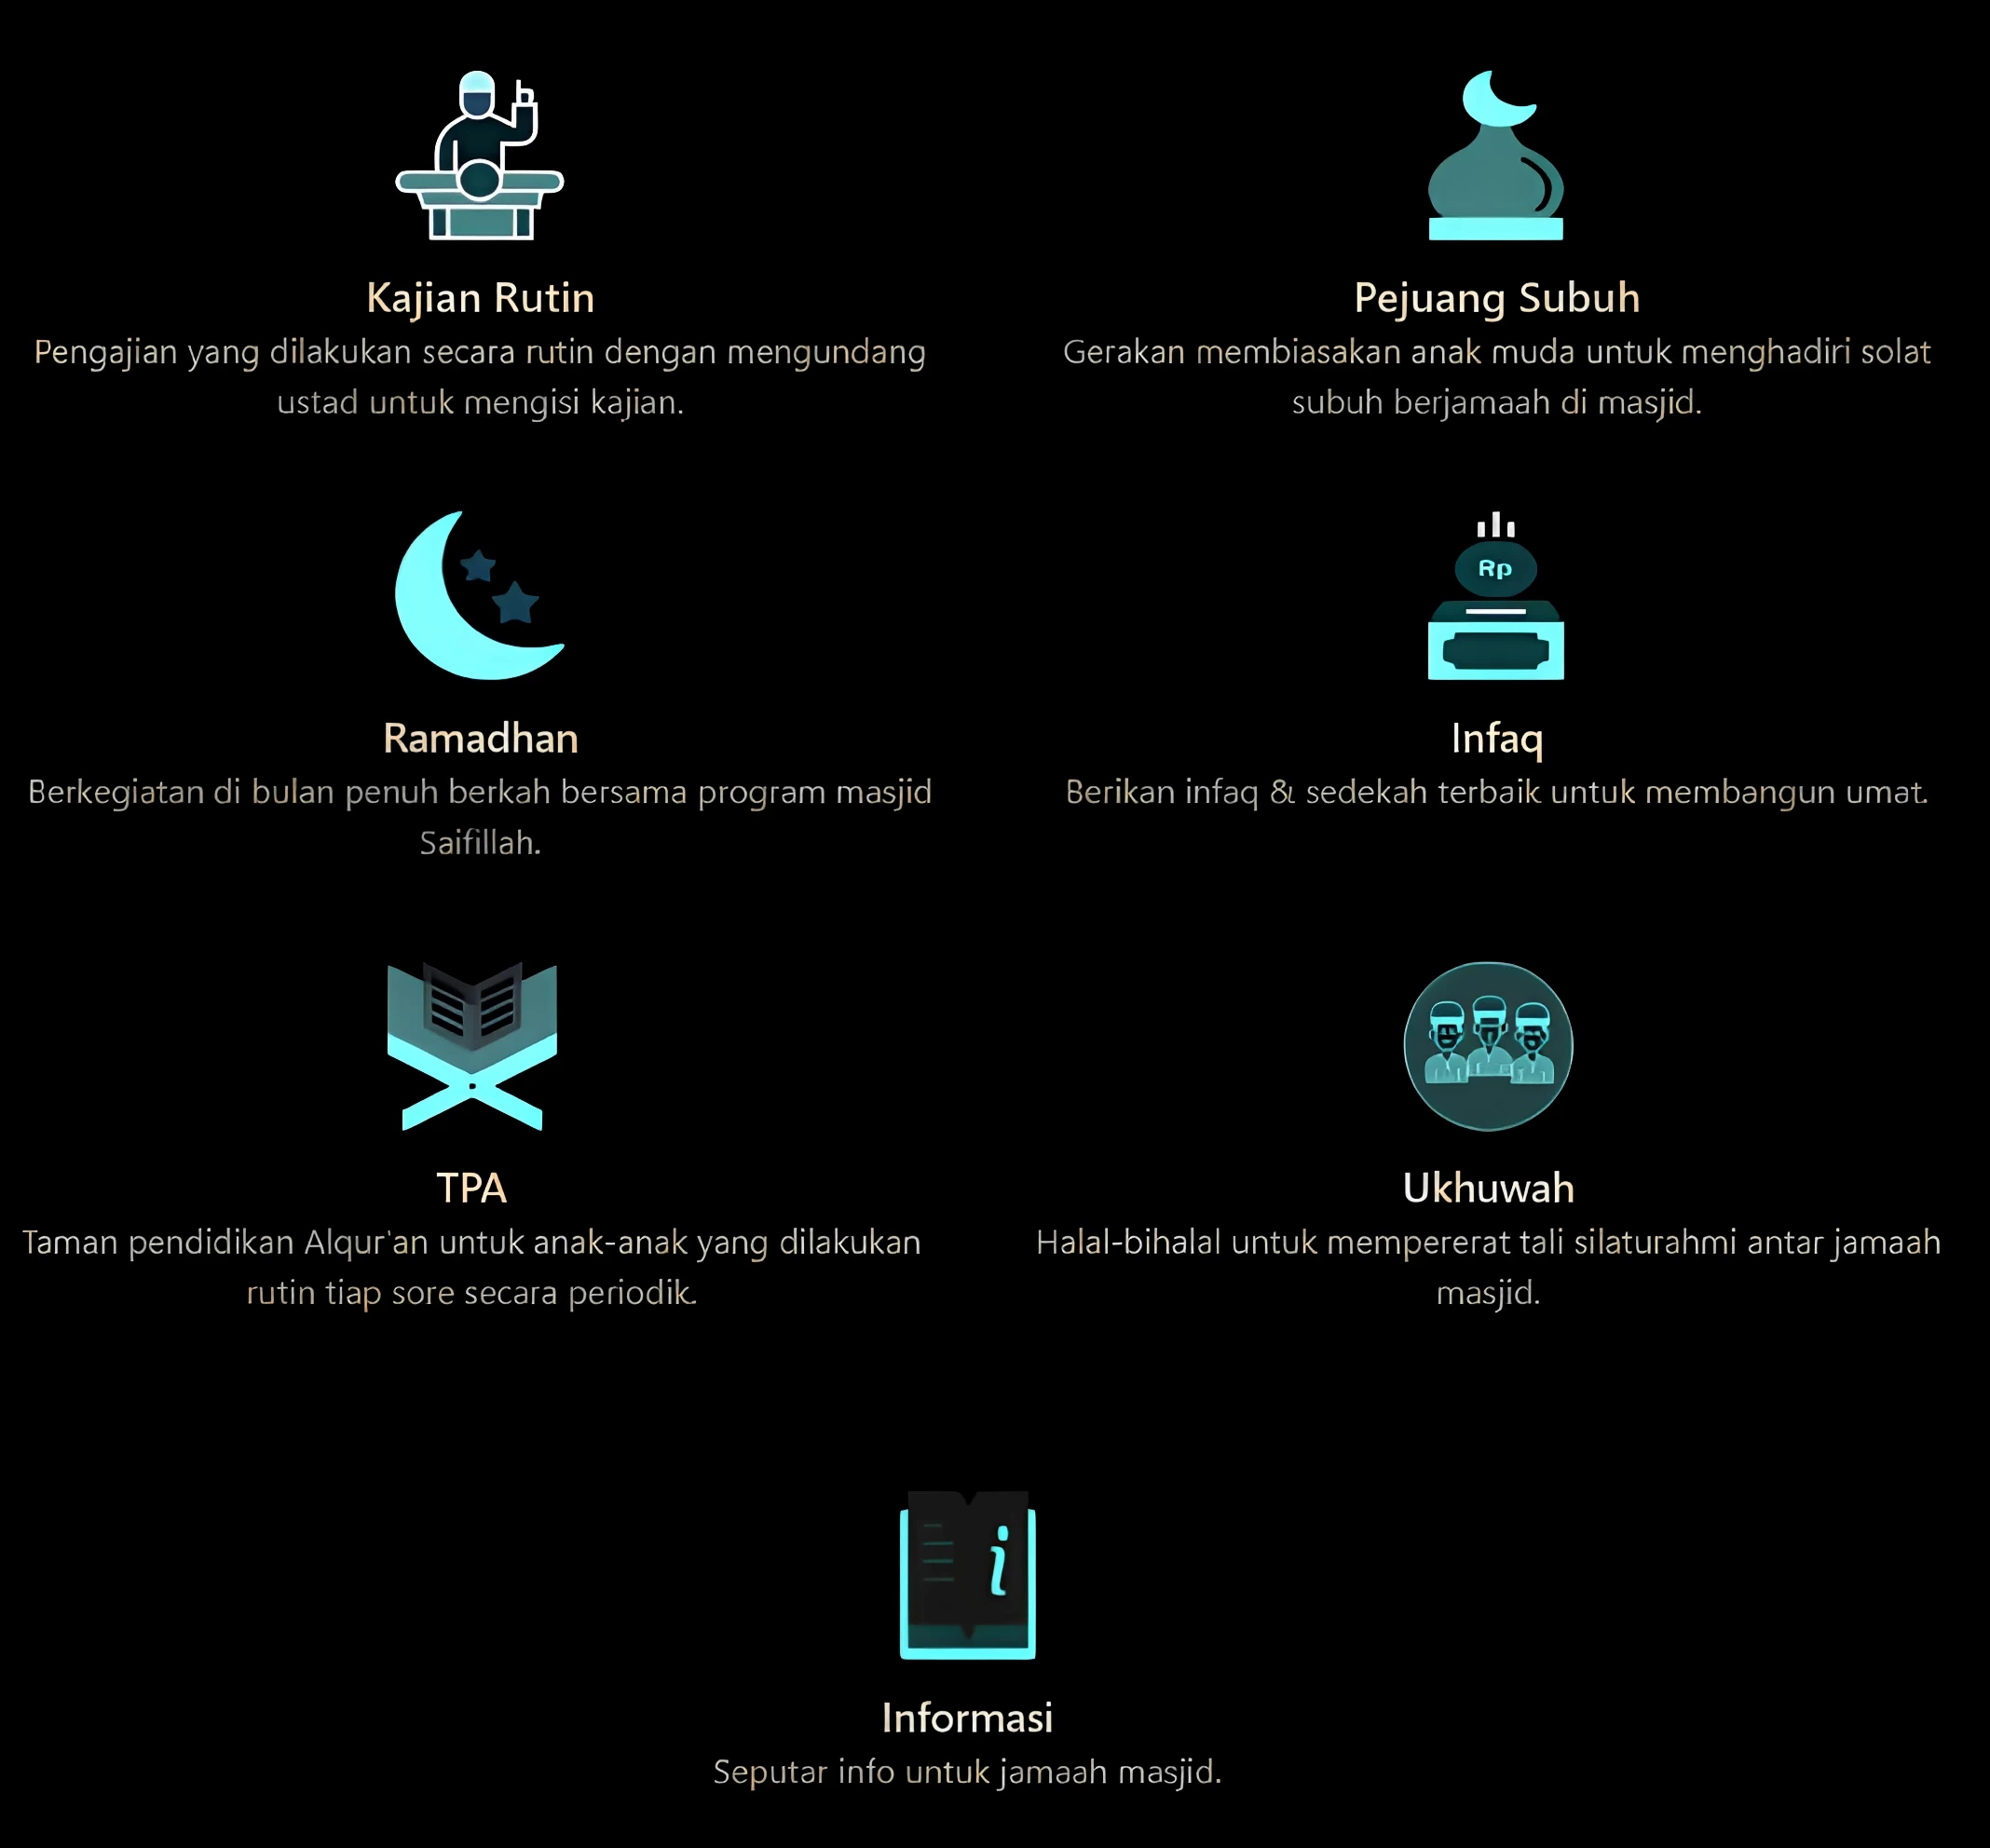 Kajian Rutin
Pengajian yang dilakukan secara rutin dengan mengundang
ustad untuk mengisi kajian.
Pejuang Subuh
Gerakan membiasakan anak muda untuk menghadiri solat
subuh berjamaah di masjid.
Ramadhan
Berkegiatan di bulan penuh berkah bersama program masjid
Saifillah.
Rp
Infaq
Berikan infaq & sedekah terbaik untuk membangun umat.
TPA
Taman pendidikan Alqur'an untuk anak-anak yang dilakukan
rutin tiap sore secara periodik.
Ukhuwah
Halal-bihalal untuk mempererat tali silaturahmi antar jamaah
masjid.
i
Informasi
Seputar info untuk jamaah masjid.